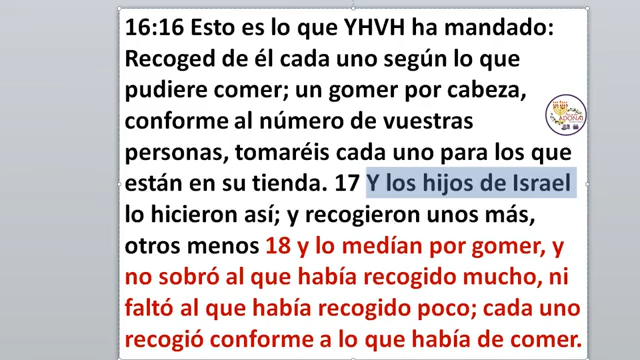 16:16 Esto es lo que YHVH ha mandado:
Recoged de él cada uno según lo que
pudiere comer; un gomer por cabeza,
conforme al número de vuestras
personas, tomaréis cada uno para los que
están en su tienda. 17 Y los hijos de Israel
lo hicieron así; y recogieron unos más,
otros menos 18 y lo medían por gomer, y
no sobró al que había recogido mucho, ni
faltó al que había recogido poco; cada uno
recogió conforme a lo que había de comer.
ADONAI